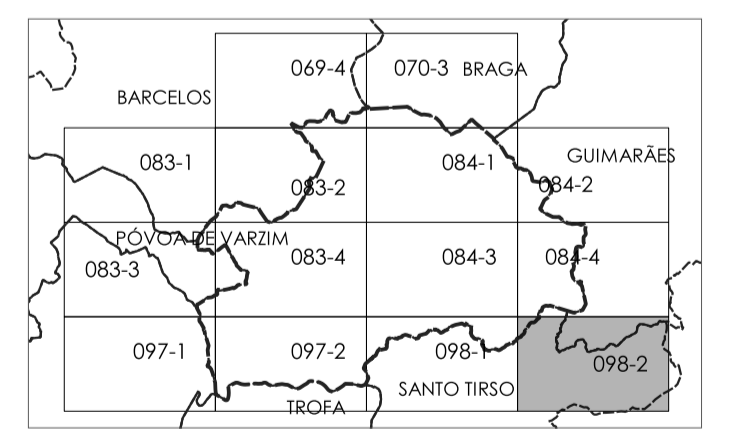 069-4 070-3 BRAGA
BARCELOS
083-1 084-1 GUIMARÃES
083-2 084-2
PÓVOA DE VARZIM
083-3 083-4 084-3 084-4
097-1 097-2 098-1 098-2
SANTO TIRSO
TROFA